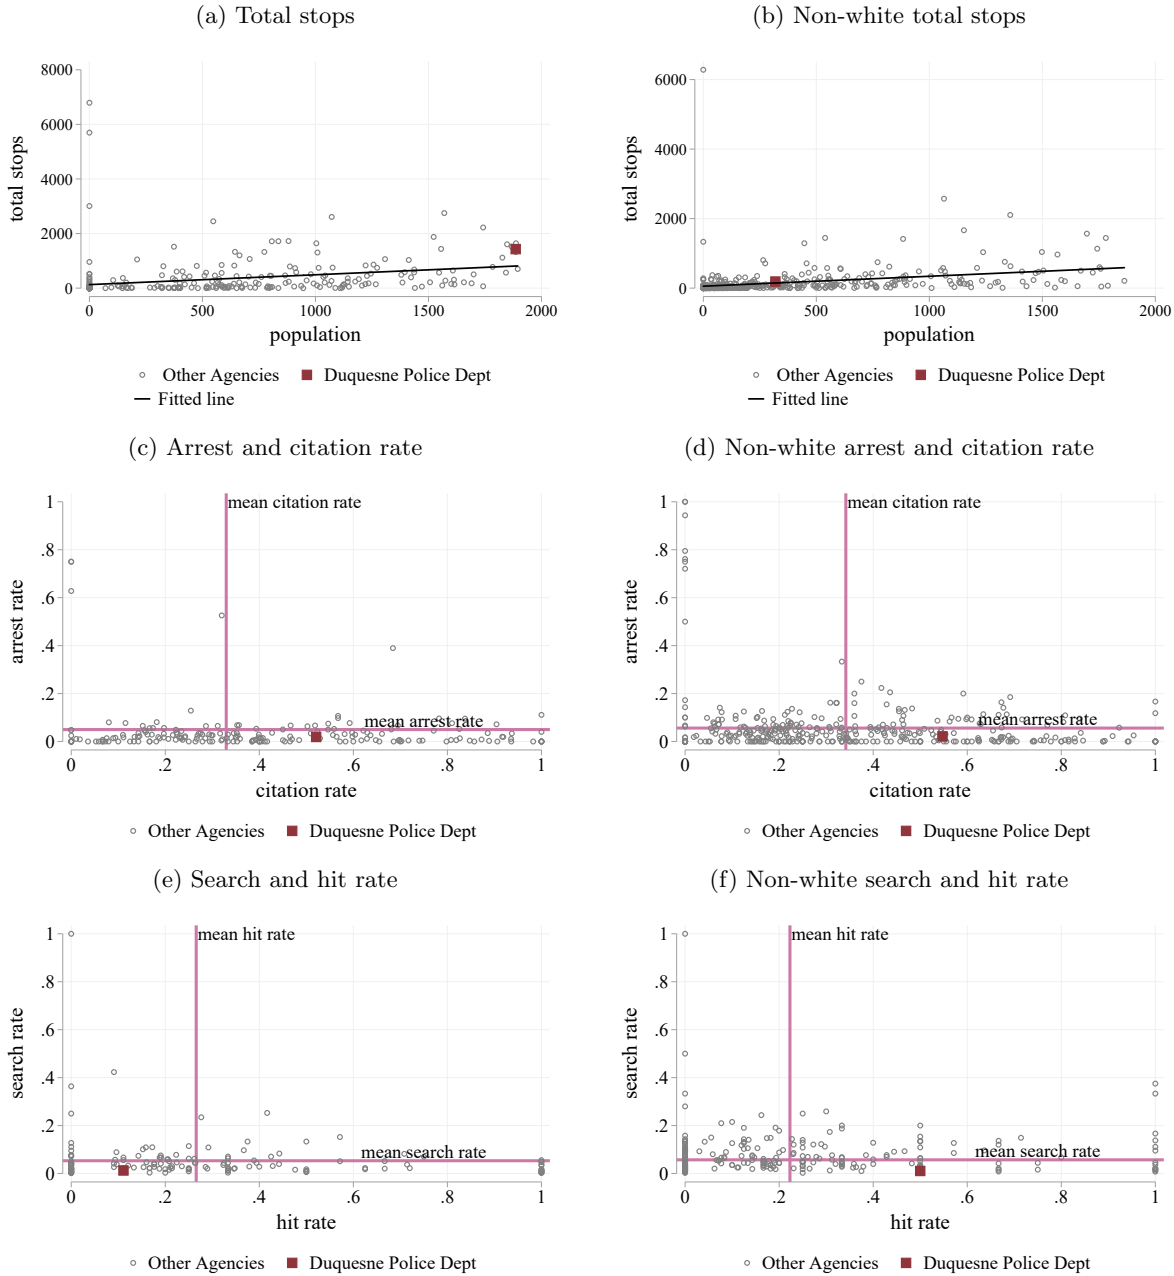 (a) Total stops
(b) Non-white total stops
8000
6000
4000
2000
0
total stops
0 500 1000 1500 2000
population
Other Agencies Duquesne Police Dept
Fitted line
6000
4000
2000
0
total stops
0 500 1000 1500 2000
population
Other Agencies Duquesne Police Dept
Fitted line
(c) Arrest and citation rate
(d) Non-white arrest and citation rate
1
.8
.6
.4
.2
0
arrest rate
mean citation rate
mean arrest rate
0 .2 .4 .6 .8 1
citation rate
Other Agencies Duquesne Police Dept
1
.8
.6
.4
.2
0
arrest rate
mean citation rate
mean arrest rate
0 .2 .4 .6 .8 1
citation rate
Other Agencies Duquesne Police Dept
(e) Search and hit rate
(f) Non-white search and hit rate
1
.8
.6
.4
.2
0
search rate
mean hit rate
mean search rate
0 .2 .4 .6 .8 1
hit rate
Other Agencies Duquesne Police Dept
1
.8
.6
.4
.2
0
search rate
mean hit rate
mean search rate
0 .2 .4 .6 .8 1
hit rate
Other Agencies Duquesne Police Dept